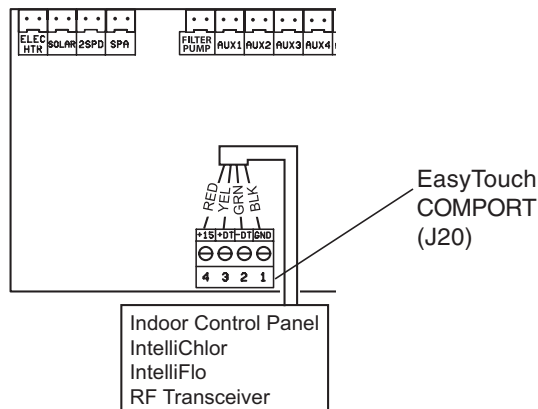 ELEC HTR SOLAR 2SPD SPA FILTER PUMP AUX1 AUX2 AUX3 AUX4
RED YEL GRN BLK
+15 +DT -DT GND
4 3 2 1
EasyTouch
COMPORT
(J20)
Indoor Control Panel
IntelliChlor
IntelliFlo
RF Transceiver